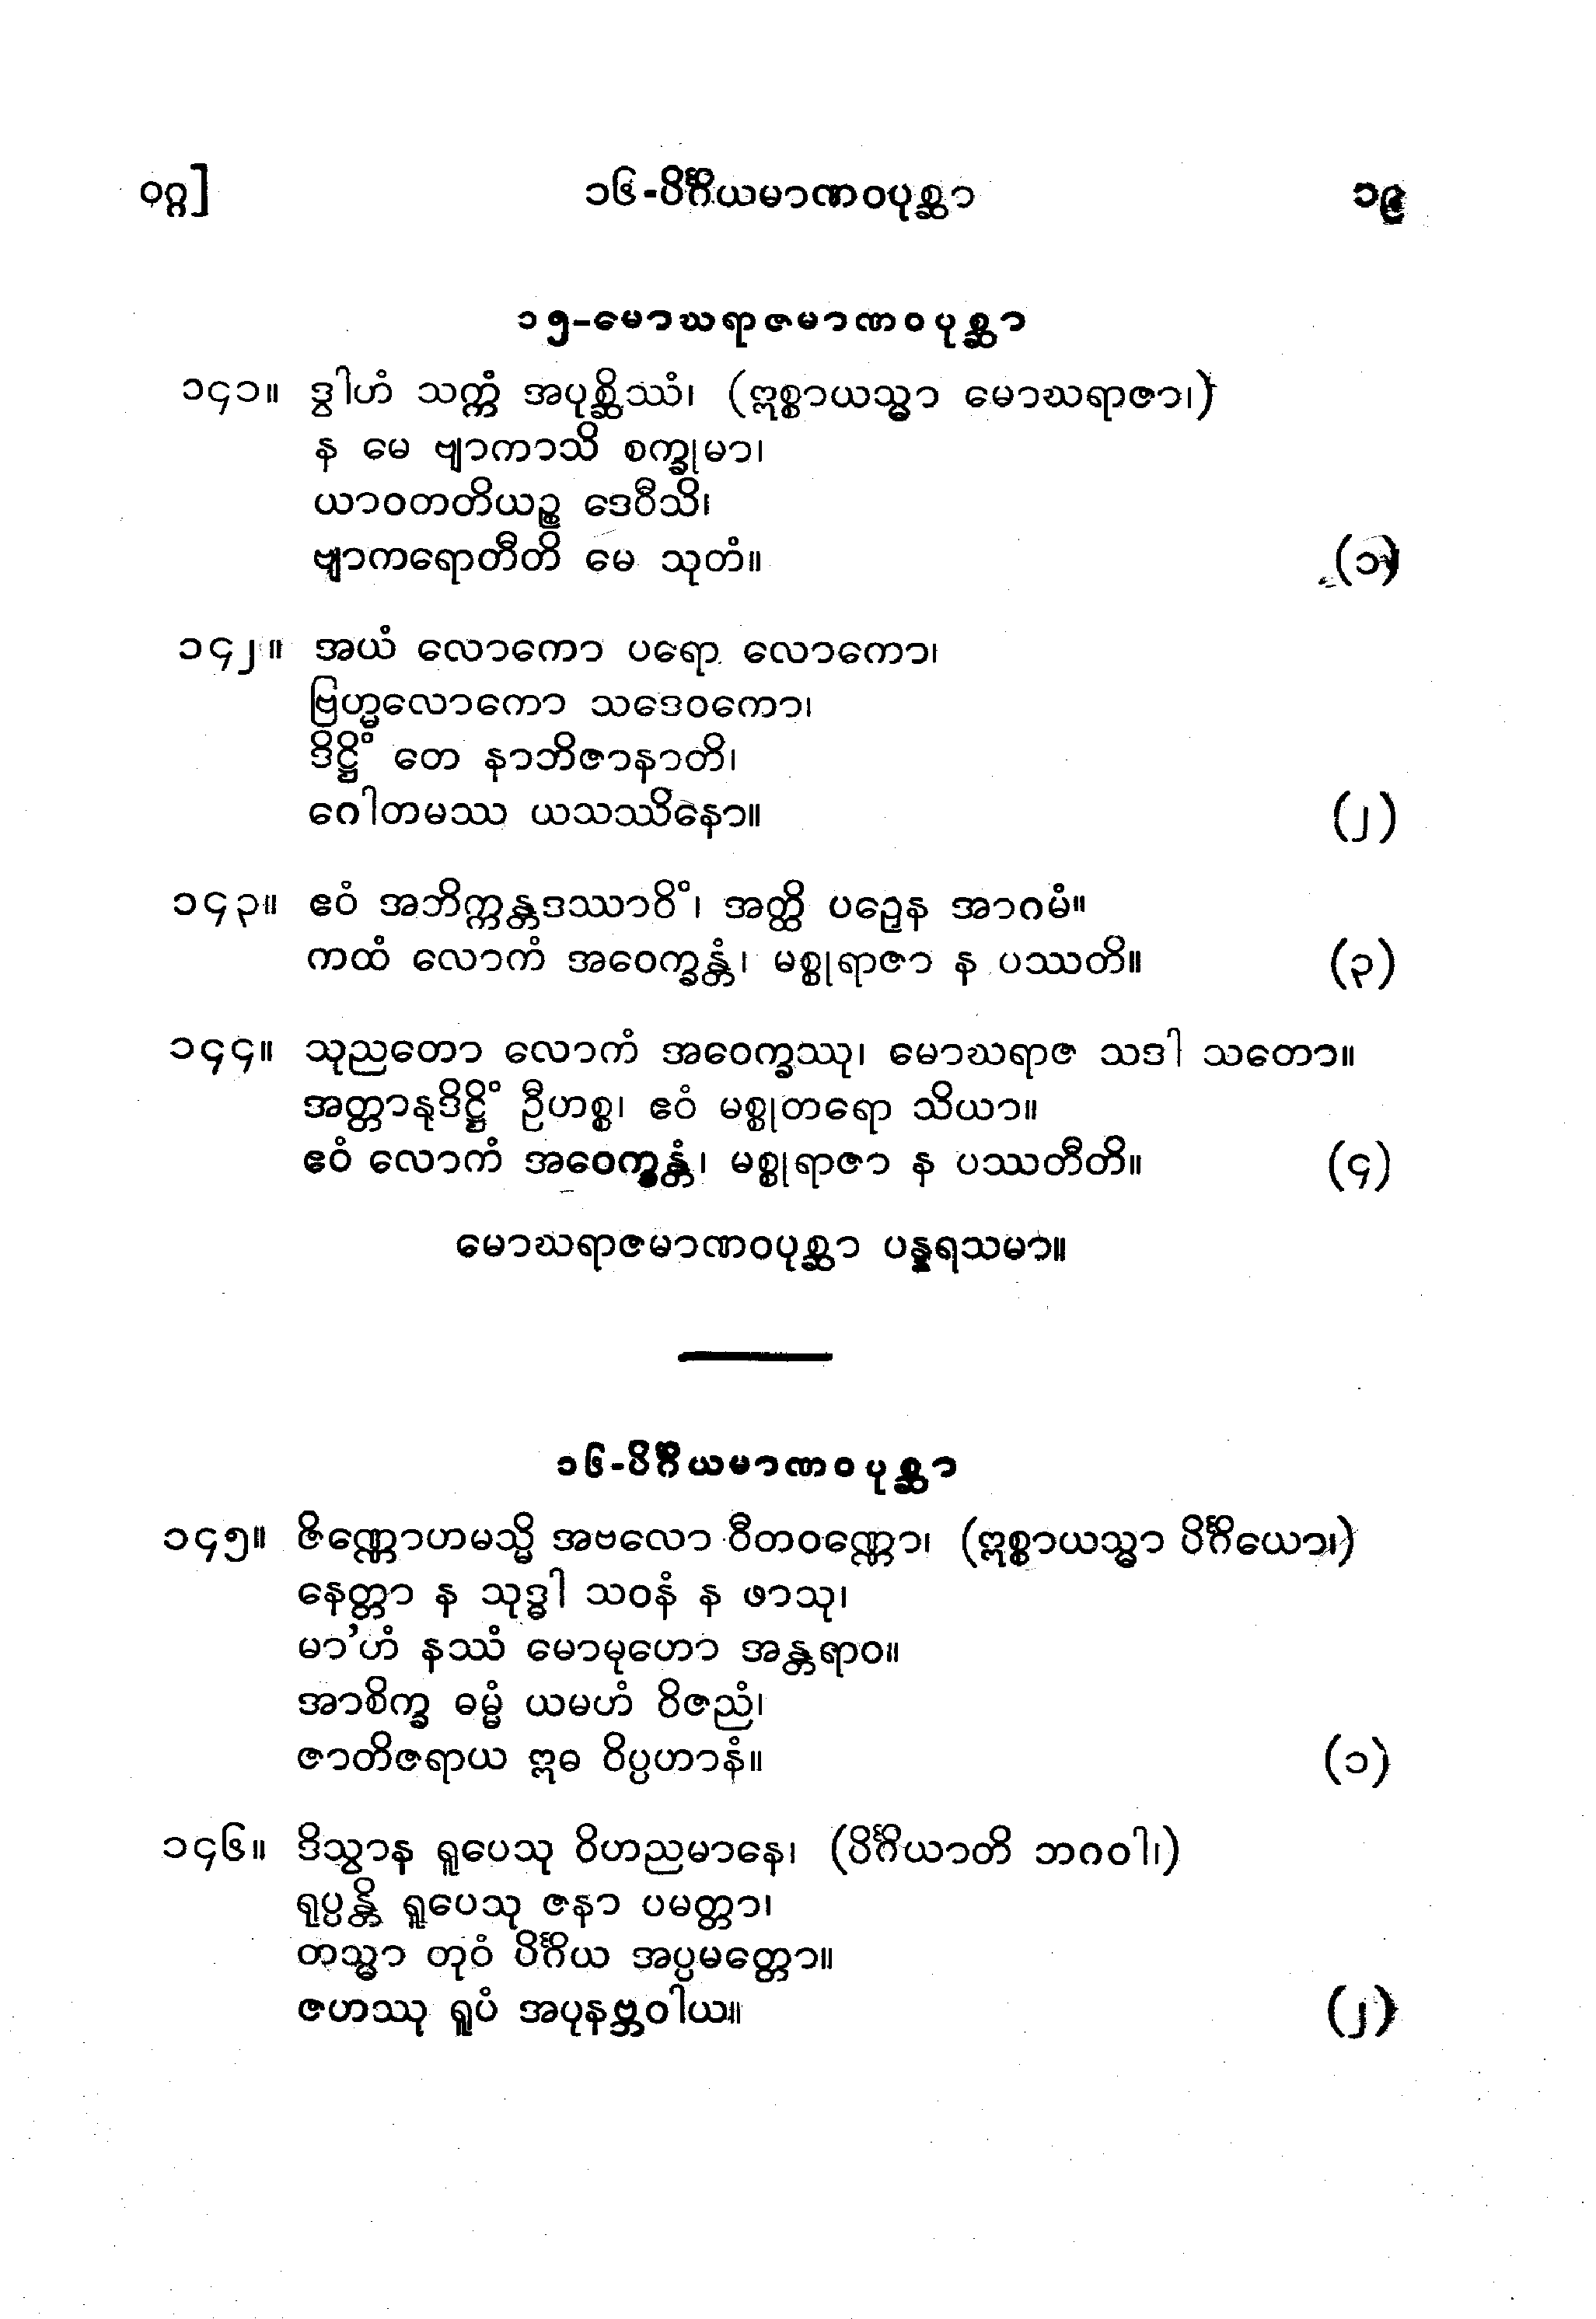 ဝဂ္ဂ] ၁၆-ပိင်္ဂိယမာဏဝပုစ္ဆာ ၁၉
၁၅-မောဃရာဇမာဏဝပုစ္ဆာ
၁၄၁။ ဒွါဟံ သက္ကံ အပုစ္ဆိဿံ၊ (ဣစ္စာယသ္မာ မောဃရာဇာ၊)
န မေ ဗျာကာသိ စက္ခုမာ၊
ယာဝတတိယဉ္စ ဒေဝီသိ၊
ဗျာကရောတီတိ မေ သုတံ။ (၁)
၁၄၂။ အယံ လောကော ပရော လောကော၊
ဗြဟ္မလောကော သဒေဝကော၊
ဒိဋ္ဌိံ တေ နာဘိဇာနာတိ၊
ဂေါတမဿ ယသဿိနော။ (၂)
၁၄၃။ ဧဝံ အဘိက္ကန္တဒဿာဝိံ၊ အတ္ထိ ပဉှေန အာဂမံ။
ကထံ လောကံ အဝေက္ခန္တံ၊ မစ္စုရာဇာ န ပဿတိ။ (၃)
၁၄၄။ သုညတော လောကံ အဝေက္ခဿု၊ မောဃရာဇ သဒါ သတော။
အတ္တာနုဒိဋ္ဌိံ ဦဟစ္စ၊ ဧဝံ မစ္စုတရော သိယာ။
ဧဝံ လောကံ အဝေက္ခန္တံ၊ မစ္စုရာဇာ န ပဿတီတိ။ (၄)
မောဃရာဇမာဏဝပုစ္ဆာ ပန္နရသမာ။
၁၆-ပိင်္ဂိယမာဏဝပုစ္ဆာ
၁၄၅။ ဇိဏ္ဏောဟမသ္မိ အဗလော ဝီတဝဏ္ဏော၊ (ဣစ္စာယသ္မာ ပိင်္ဂိယော၊)
နေတ္တာ န သုဒ္ဓါ သဝနံ န ဖာသု၊
မာ’ဟံ နဿံ မောမုဟော အန္တရာဝ။
အာစိက္ခ ဓမ္မံ ယမဟံ ဝိဇညံ၊
ဇာတိဇရာယ ဣဓ ဝိပ္ပဟာနံ။ (၁)
၁၄၆။ ဒိသွာန ရူပေသု ဝိဟညမာနေ၊ (ပိင်္ဂိယာတိ ဘဂဝါ၊)
ရုပ္ပန္တိ ရူပေသု ဇနာ ပမတ္တာ၊
တသ္မာ တုဝံ ပိင်္ဂိယ အပ္ပမတ္တော။
ဇဟဿု ရူပံ အပုနဗ္ဘဝါယ။ (၂)